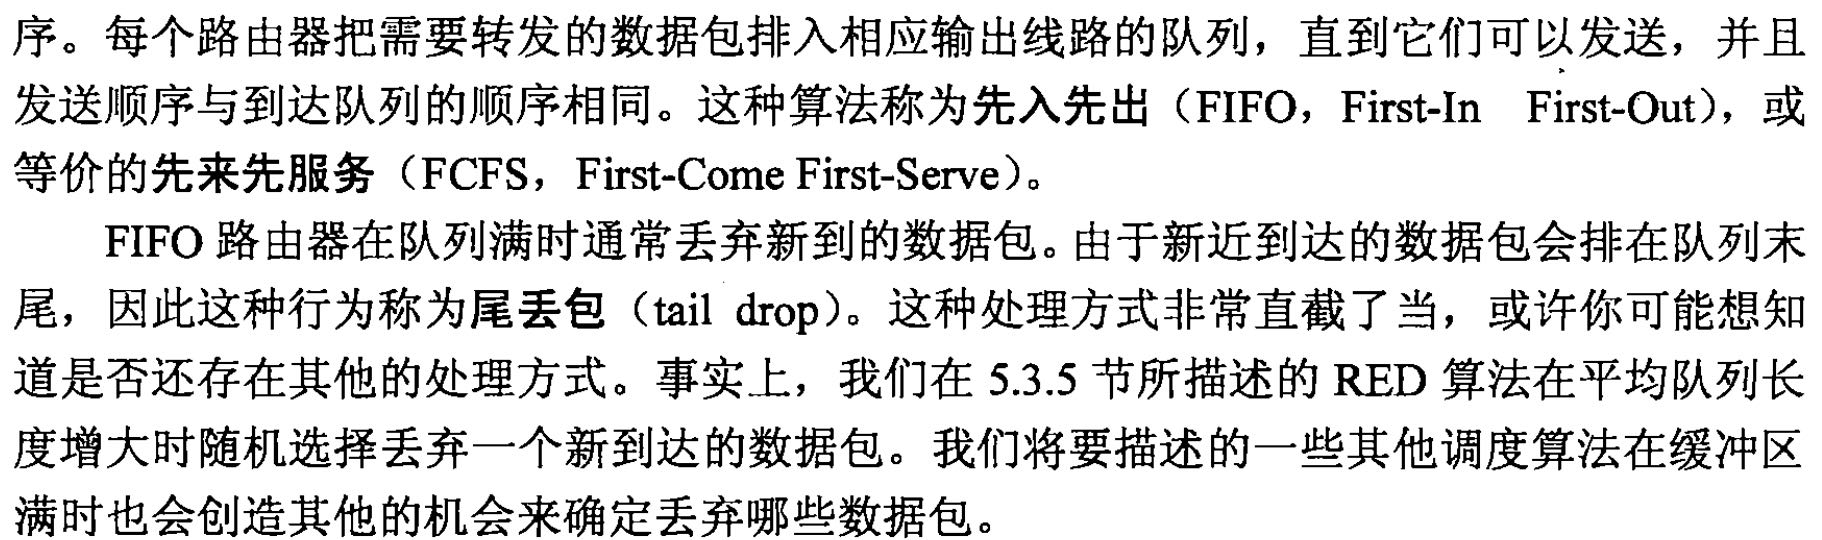 序。每个路由器把需要转发的数据包排入相应输出线路的队列，直到它们可以发送，并且
发送顺序与到达队列的顺序相同。这种算法称为先入先出（FIFO，First-In First-Out），或
等价的先来先服务（FCFS，First-Come First-Serve）。
FIFO 路由器在队列满时通常丢弃新到的数据包。由于新近到达的数据包会排在队列末
尾，因此这种行为称为尾丢包（tail drop）。这种处理方式非常直截了当，或许你可能想知
道是否还存在其他的处理方式。事实上，我们在 5.3.5 节所描述的 RED 算法在平均队列长
度增大时随机选择丢弃一个新到达的数据包。我们将要描述的一些其他调度算法在缓冲区
满时也会创造其他的机会来确定丢弃哪些数据包。